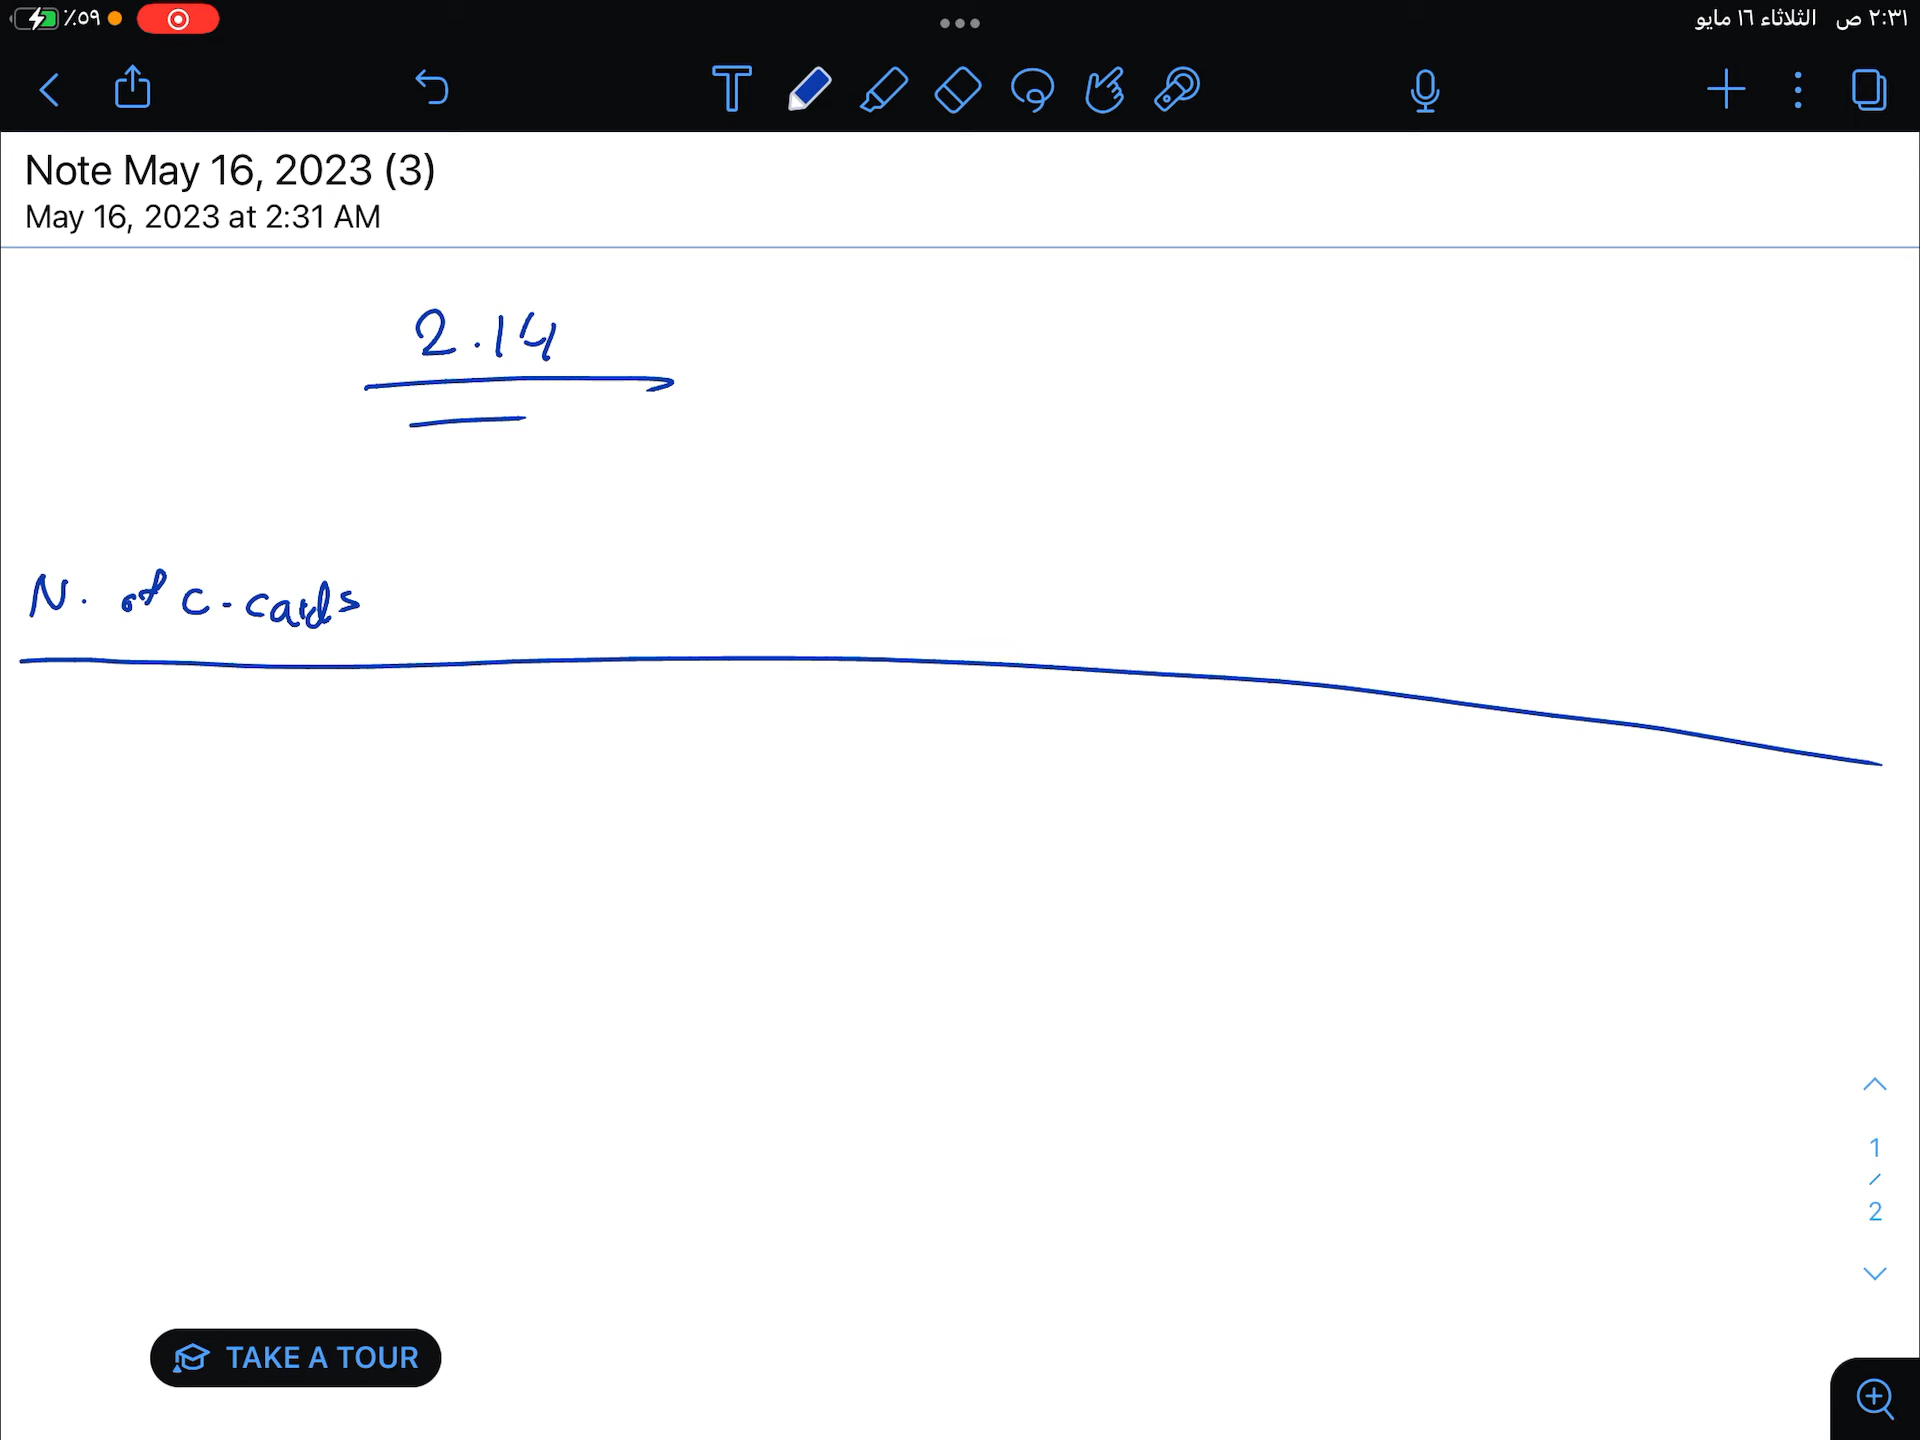 ٪٥٩
٢:٣١ ص الثلاثاء ١٦ مايو
Note May 16, 2023 (3)
May 16, 2023 at 2:31 AM
2.14
N. of c-cards
1
/
2
TAKE A TOUR